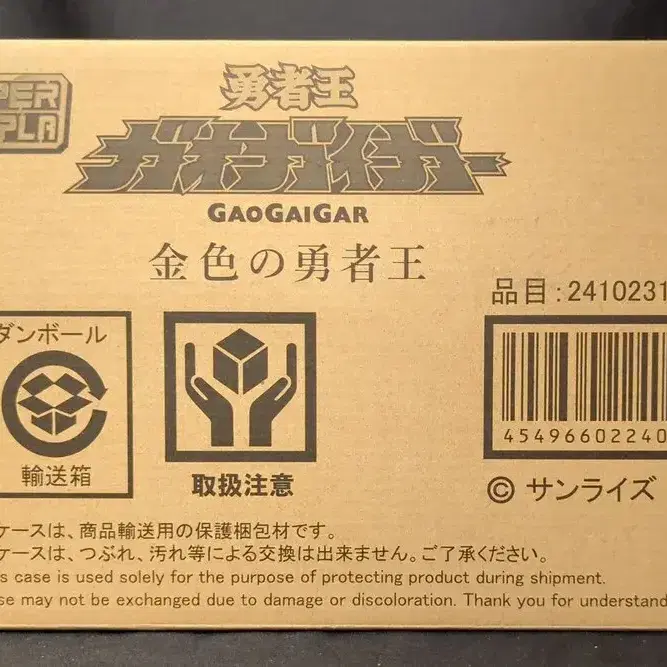 PER
PLA
勇者王
ガオガイガー
GAOGAIGAR
金色の勇者王
品目:2410231
ダンボール
輸送箱
取扱注意
45496602240
© サンライズ
ケースは、商品輸送用の保護梱包材です。
ケースは、つぶれ、汚れ等による交換は出来ません。ご了承ください。
s case is used solely for the purpose of protecting product during shipment.
se may not be exchanged due to damage or discoloration. Thank you for understand